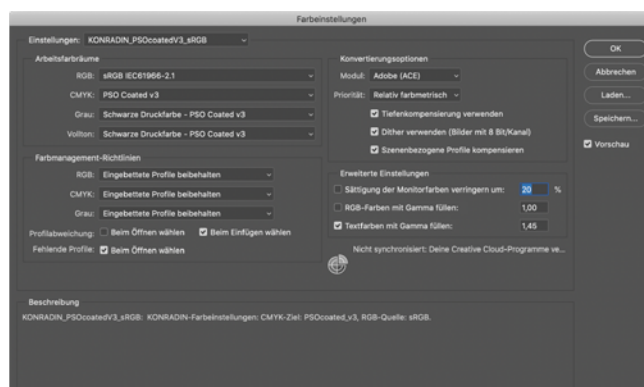 Farbeinstellungen
Einstellungen: KONRADIN_PSOcoatedV3_sRGB
Arbeitsfarbräume
RGB: sRGB IEC61966-2.1
CMYK: PSO Coated v3
Grau: Schwarze Druckfarbe - PSO Coated v3
Vollton: Schwarze Druckfarbe - PSO Coated v3
Farbmanagement-Richtlinien
RGB: Eingebettete Profile beibehalten
CMYK: Eingebettete Profile beibehalten
Grau: Eingebettete Profile beibehalten
Profilabweichung: Beim Öffnen wählen Beim Einfügen wählen
Fehlende Profile: Beim Öffnen wählen
Konvertierungsoptionen
Modul: Adobe (ACE)
Priorität: Relativ farbmetrisch
Tiefenkompensierung verwenden
Dither verwenden (Bilder mit 8 Bit/Kanal)
Szenenbezogene Profile kompensieren
Erweiterte Einstellungen
Sättigung der Monitorfarben verringern um: 20 %
RGB-Farben mit Gamma füllen: 1,00
Textfarben mit Gamma füllen: 1,45
Nicht synchronisiert: Deine Creative Cloud-Programme ve...
OK
Abbrechen
Laden...
Speichern...
Vorschau
Beschreibung
KONRADIN_PSOcoatedV3_sRGB: KONRADIN-Farbeinstellungen: CMYK-Ziel: PSOcoated_v3, RGB-Quelle: sRGB.